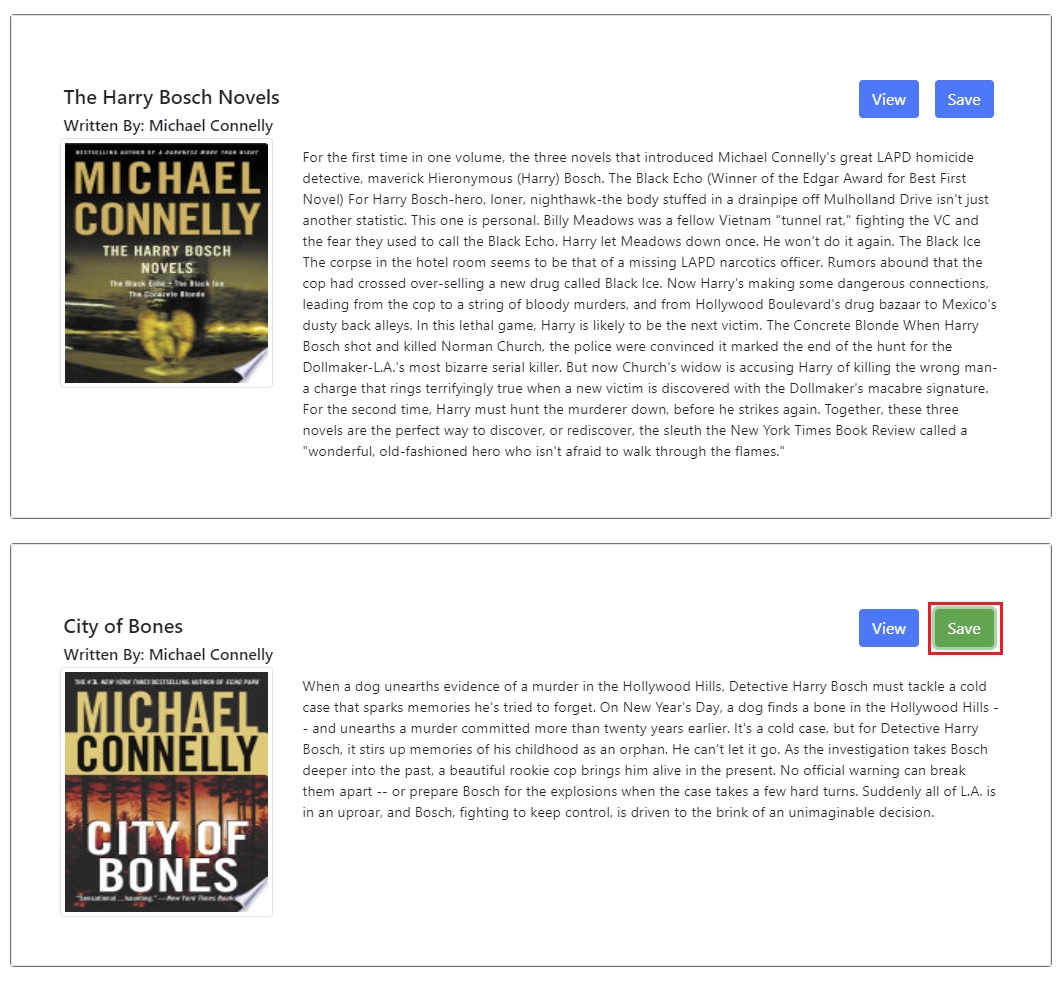 The Harry Bosch Novels
View
Save
Written By: Michael Connelly
BESTSELLING AUTHOR OF A DARKNESS MORE THAN NIGHT
MICHAEL
CONNELLY
THE HARRY BOSCH
NOVELS
The Black Echo • The Black Ice
The Concrete Blonde
For the first time in one volume, the three novels that introduced Michael Connelly's great LAPD homicide
detective, maverick Hieronymous (Harry) Bosch. The Black Echo (Winner of the Edgar Award for Best First
Novel) For Harry Bosch-hero, loner, nighthawk-the body stuffed in a drainpipe off Mulholland Drive isn't just
another statistic. This one is personal. Billy Meadows was a fellow Vietnam "tunnel rat," fighting the VC and
the fear they used to call the Black Echo. Harry let Meadows down once. He won't do it again. The Black Ice
The corpse in the hotel room seems to be that of a missing LAPD narcotics officer. Rumors abound that the
cop had crossed over-selling a new drug called Black Ice. Now Harry's making some dangerous connections,
leading from the cop to a string of bloody murders, and from Hollywood Boulevard's drug bazaar to Mexico's
dusty back alleys. In this lethal game, Harry is likely to be the next victim. The Concrete Blonde When Harry
Bosch shot and killed Norman Church, the police were convinced it marked the end of the hunt for the
Dollmaker-L.A.'s most bizarre serial killer. But now Church's widow is accusing Harry of killing the wrong man-
a charge that rings terrifyingly true when a new victim is discovered with the Dollmaker's macabre signature.
For the second time, Harry must hunt the murderer down, before he strikes again. Together, these three
novels are the perfect way to discover, or rediscover, the sleuth the New York Times Book Review called a
"wonderful, old-fashioned hero who isn't afraid to walk through the flames."
City of Bones
View
Save
Written By: Michael Connelly
THE #1 NEW YORK TIMES BESTSELLING AUTHOR OF ECHO PARK
MICHAEL
CONNELLY
CITY OF
BONES
"Sensational...haunting."—New York Times Book
When a dog unearths evidence of a murder in the Hollywood Hills, Detective Harry Bosch must tackle a cold
case that sparks memories he's tried to forget. On New Year's Day, a dog finds a bone in the Hollywood Hills -
- and unearths a murder committed more than twenty years earlier. It's a cold case, but for Detective Harry
Bosch, it stirs up memories of his childhood as an orphan. He can't let it go. As the investigation takes Bosch
deeper into the past, a beautiful rookie cop brings him alive in the present. No official warning can break
them apart -- or prepare Bosch for the explosions when the case takes a few hard turns. Suddenly all of L.A. is
in an uproar, and Bosch, fighting to keep control, is driven to the brink of an unimaginable decision.